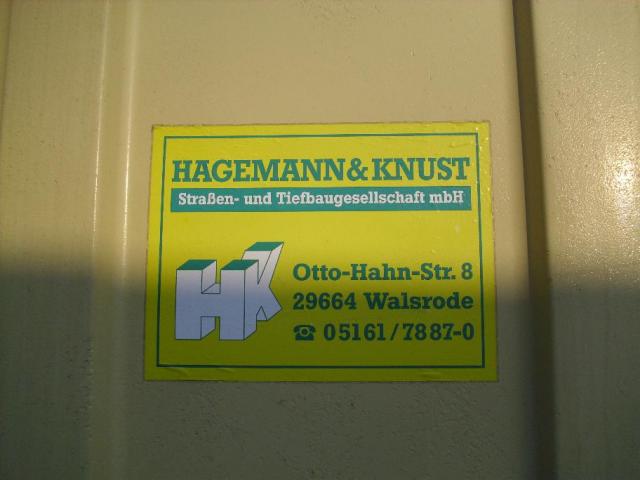 HAGEMANN & KNUST
Straßen- und Tiefbaugesellschaft mbH
HK
Otto-Hahn-Str. 8
29664 Walsrode
☎ 05161/7887-0